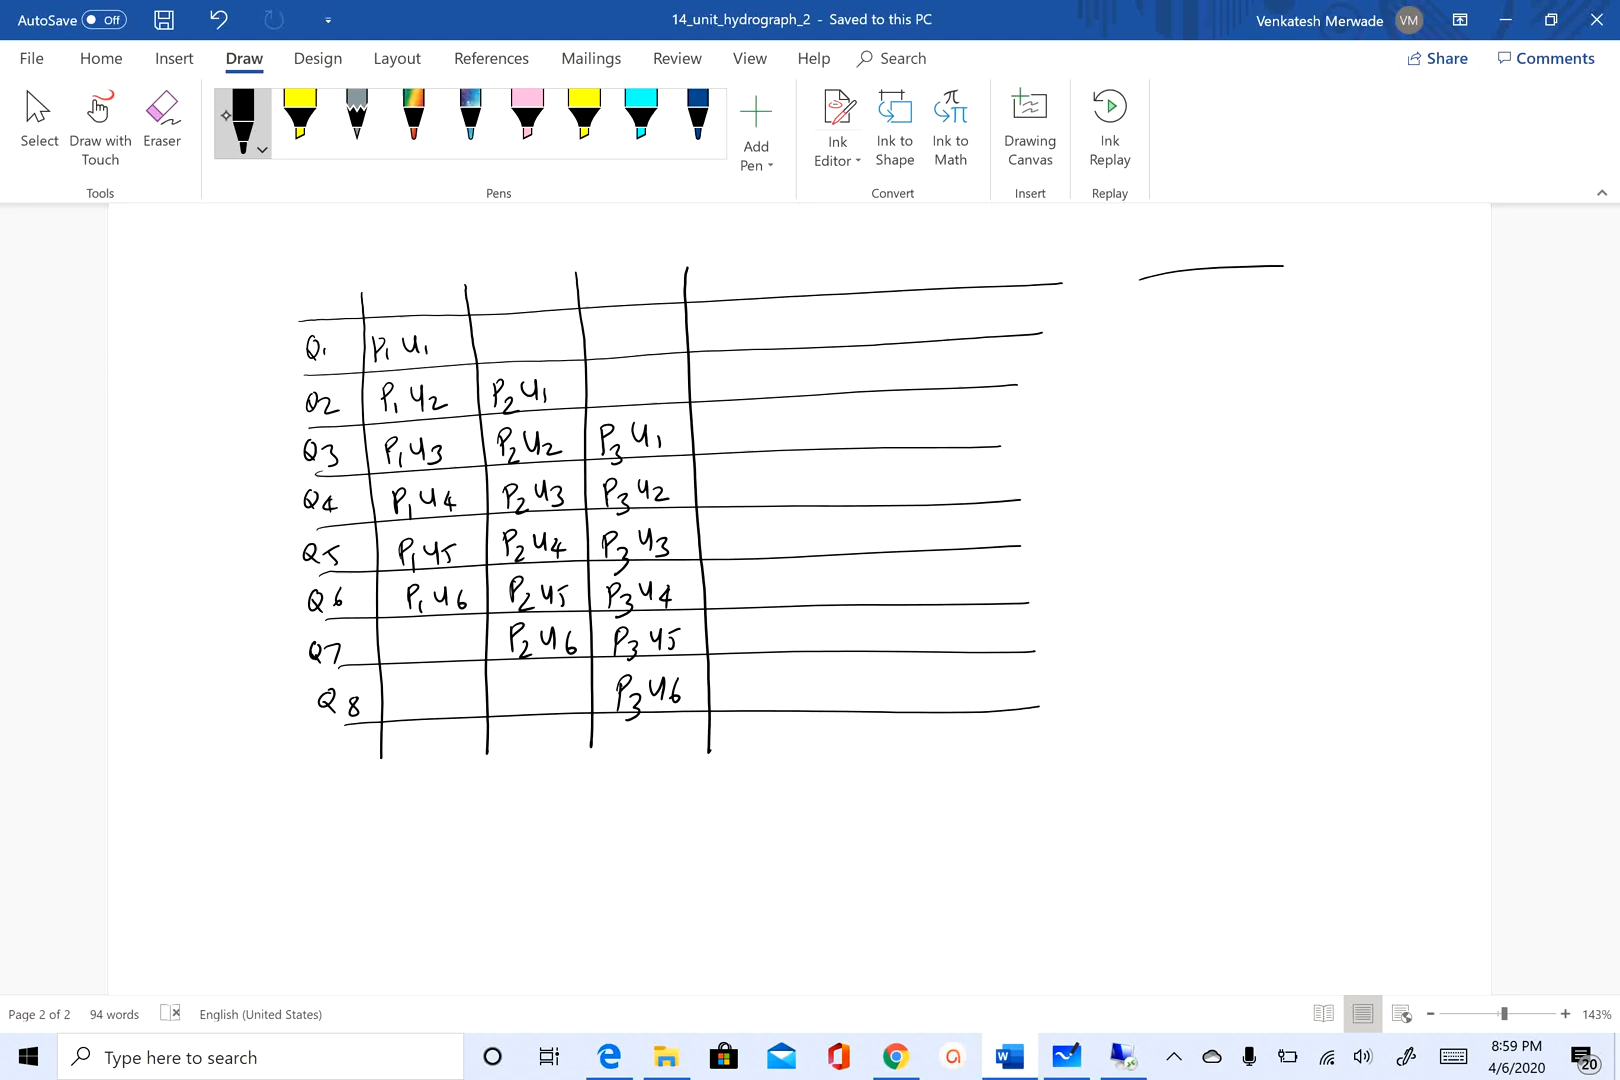 AutoSave Off
14_unit_hydrograph_2 - Saved to this PC
Venkatesh Merwade VM
File Home Insert Draw Design Layout References Mailings Review View Help Search
Share Comments
Select
Draw with Touch
Eraser
Add Pen
Ink Editor
Ink to Shape
Ink to Math
Drawing Canvas
Ink Replay
Tools Pens Convert Insert Replay
Q1 P1 U1
Q2 P1 U2 P2 U1
Q3 P1 U3 P2 U2 P3 U1
Q4 P1 U4 P2 U3 P3 U2
Q5 P1 U5 P2 U4 P3 U3
Q6 P1 U6 P2 U5 P3 U4
Q7 P2 U6 P3 U5
Q8 P3 U6
Page 2 of 2 94 words English (United States) 143%
Type here to search
8:59 PM
4/6/2020
20